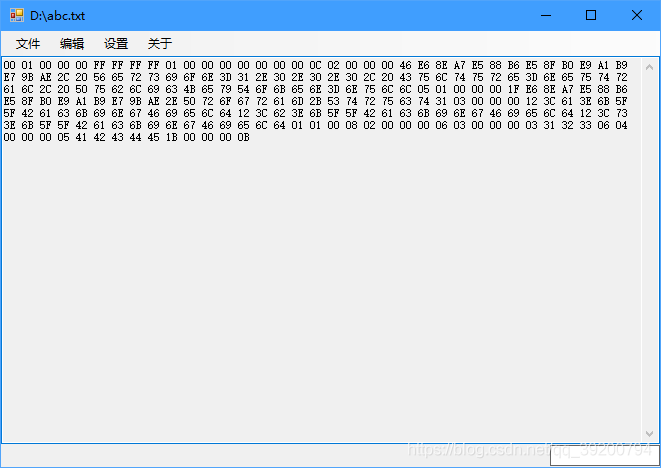 D:\abc.txt
文件 编辑 设置 关于
00 01 00 00 00 FF FF FF FF 01 00 00 00 00 00 00 00 0C 02 00 00 00 46 E6 8E A7 E5 88 B6 E5 8F B0 E9 A1 B9
E7 9B AE 2C 20 56 65 72 73 69 6F 6E 3D 31 2E 30 2E 30 2E 30 2C 20 43 75 6C 74 75 72 65 3D 6E 65 75 74 72
61 6C 2C 20 50 75 62 6C 69 63 4B 65 79 54 6F 6B 65 6E 3D 6E 75 6C 6C 05 01 00 00 00 1F E6 8E A7 E5 88 B6
E5 8F B0 E9 A1 B9 E7 9B AE 2E 50 72 6F 67 72 61 6D 2B 53 74 72 75 63 74 31 03 00 00 00 12 3C 61 3E 6B 5F
5F 42 61 63 6B 69 6E 67 46 69 65 6C 64 12 3C 62 3E 6B 5F 5F 42 61 63 6B 69 6E 67 46 69 65 6C 64 12 3C 73
3E 6B 5F 5F 42 61 63 6B 69 6E 67 46 69 65 6C 64 01 01 00 08 02 00 00 00 06 03 00 00 00 03 31 32 33 06 04
00 00 00 05 41 42 43 44 45 1B 00 00 00 0B
https://blog.csdn.net/qq_39200794